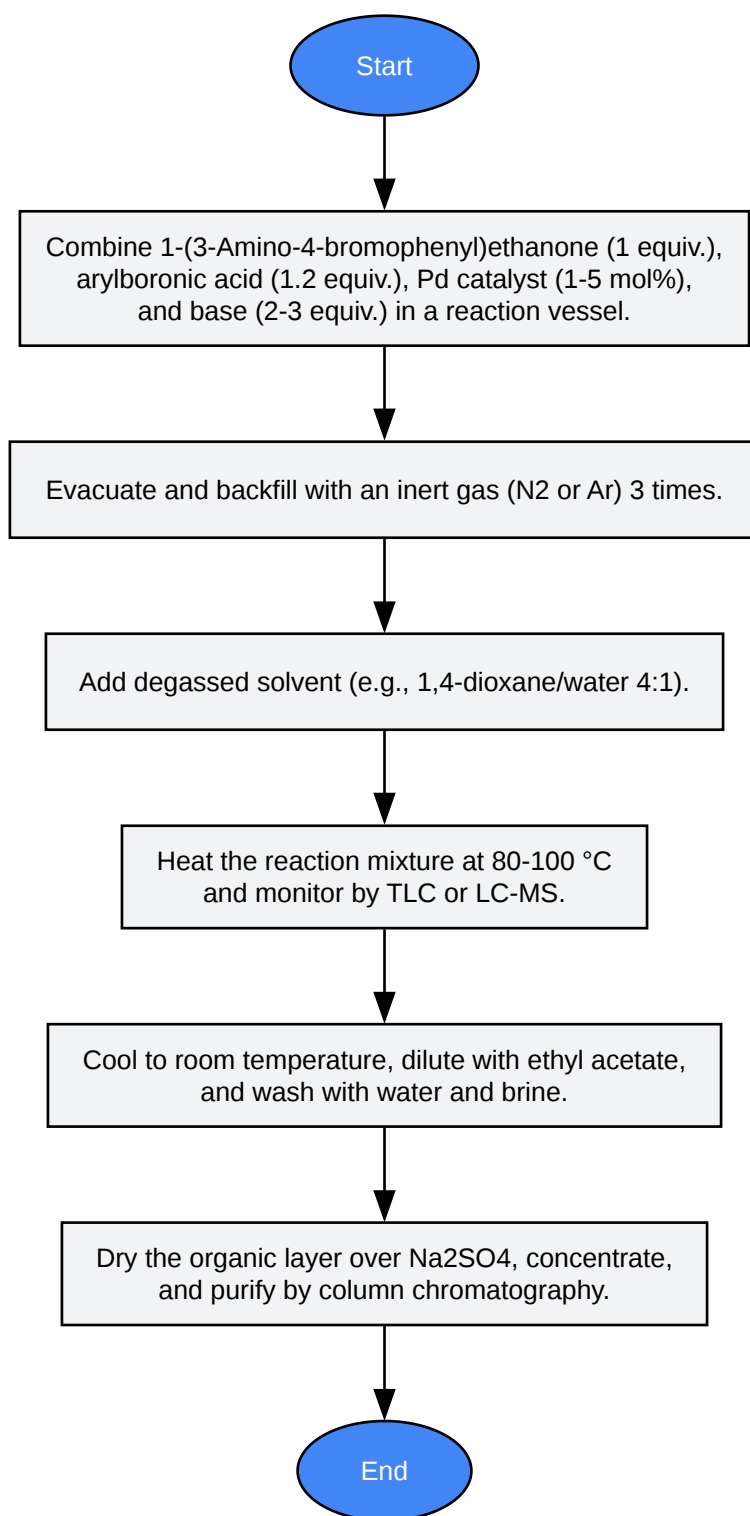 Start
Combine 1-(3-Amino-4-bromophenyl)ethanone (1 equiv.),
arylboronic acid (1.2 equiv.), Pd catalyst (1-5 mol%),
and base (2-3 equiv.) in a reaction vessel.
Evacuate and backfill with an inert gas (N2 or Ar) 3 times.
Add degassed solvent (e.g., 1,4-dioxane/water 4:1).
Heat the reaction mixture at 80-100 °C
and monitor by TLC or LC-MS.
Cool to room temperature, dilute with ethyl acetate,
and wash with water and brine.
Dry the organic layer over Na2SO4, concentrate,
and purify by column chromatography.
End